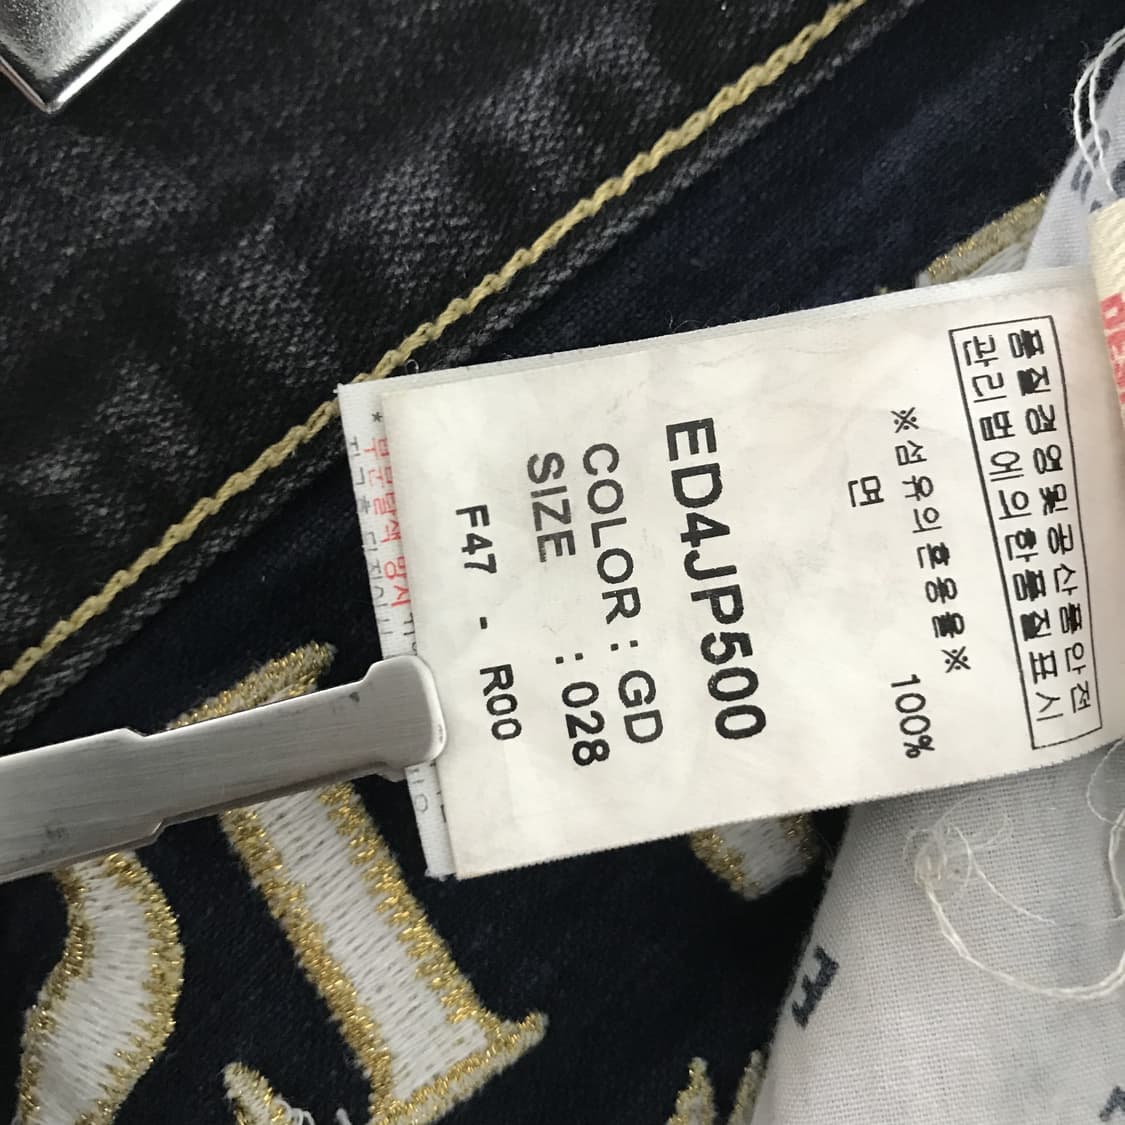 품질경영및공산품안전
관리법에의한품질표시
※섬유의혼용율※
면 100%
ED4JP500
COLOR : GD
SIZE : 028
F47 - R00